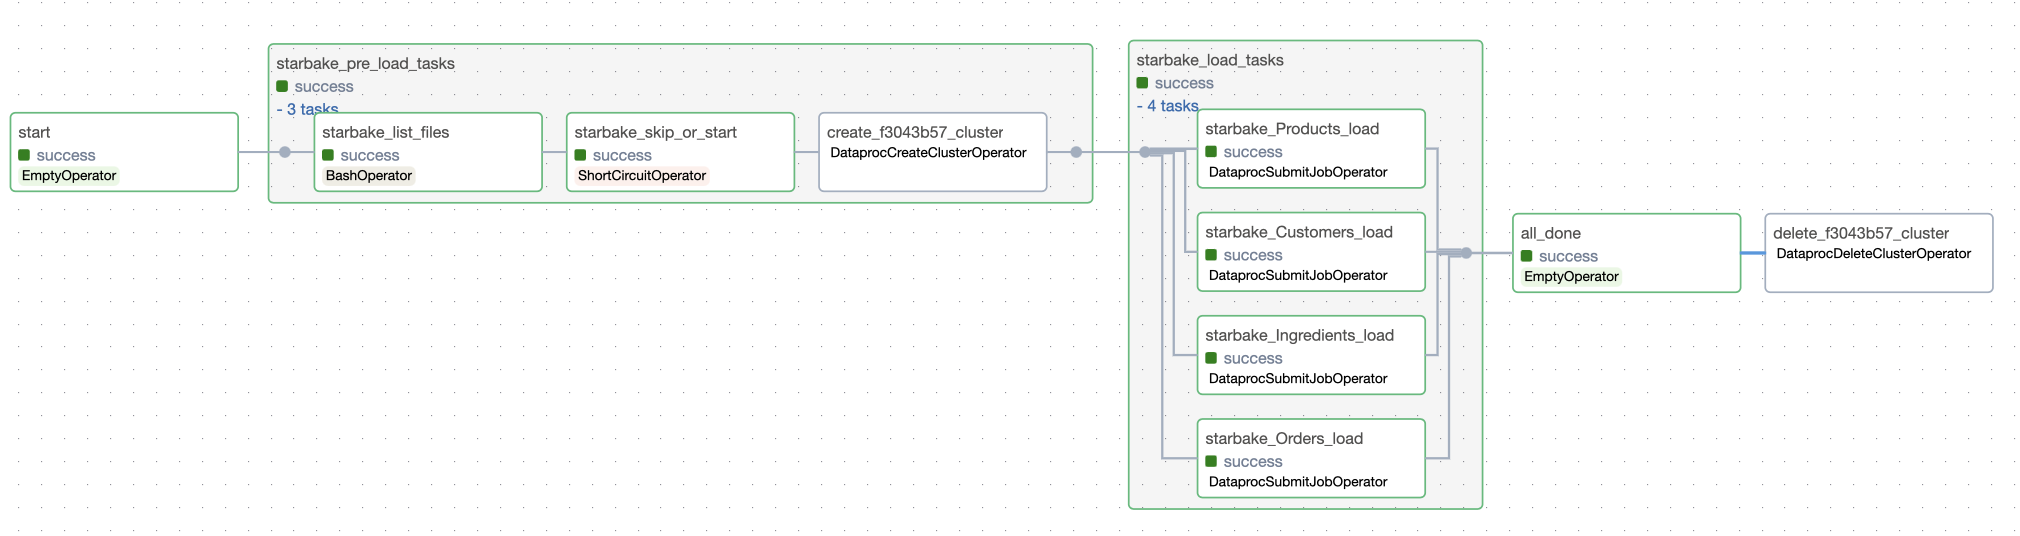 start
success
EmptyOperator
starbake_pre_load_tasks
success
- 3 tasks
starbake_list_files
success
BashOperator
starbake_skip_or_start
success
ShortCircuitOperator
create_f3043b57_cluster
DataprocCreateClusterOperator
starbake_load_tasks
success
- 4 tasks
starbake_Products_load
success
DataprocSubmitJobOperator
starbake_Customers_load
success
DataprocSubmitJobOperator
starbake_Ingredients_load
success
DataprocSubmitJobOperator
starbake_Orders_load
success
DataprocSubmitJobOperator
all_done
success
EmptyOperator
delete_f3043b57_cluster
DataprocDeleteClusterOperator